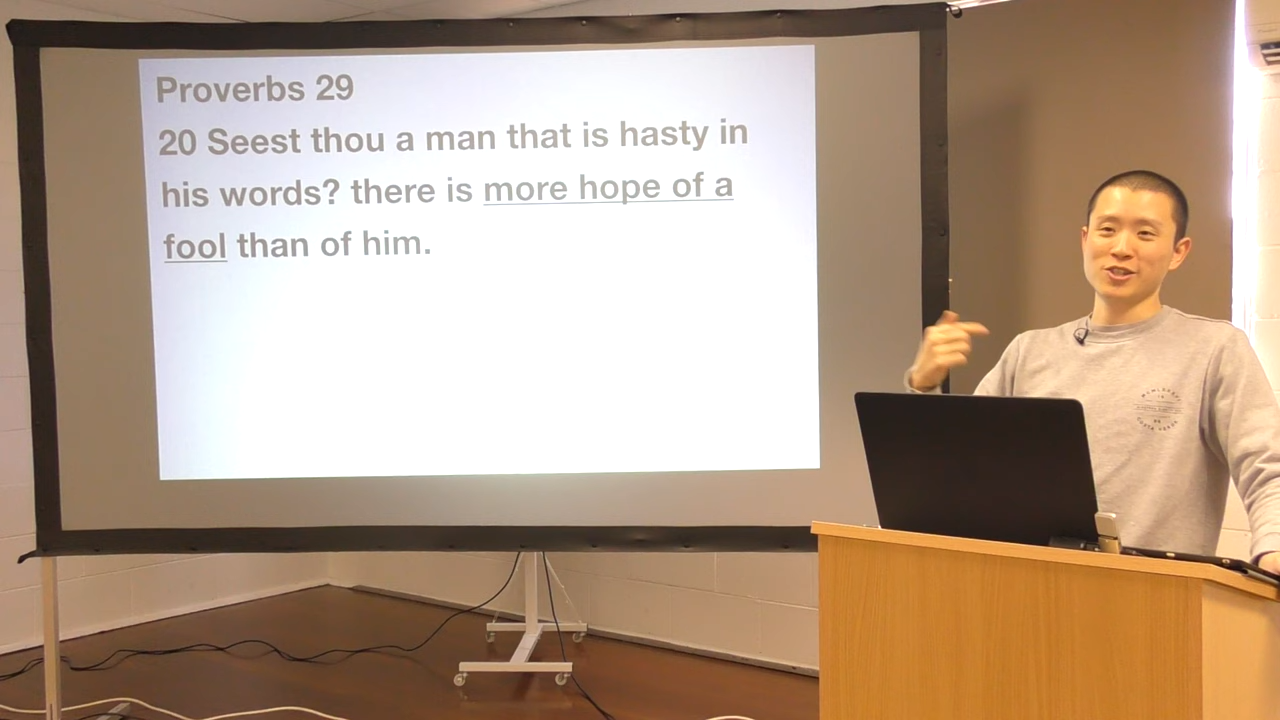 Proverbs 29
20 Seest thou a man that is hasty in
his words? there is more hope of a
fool than of him.